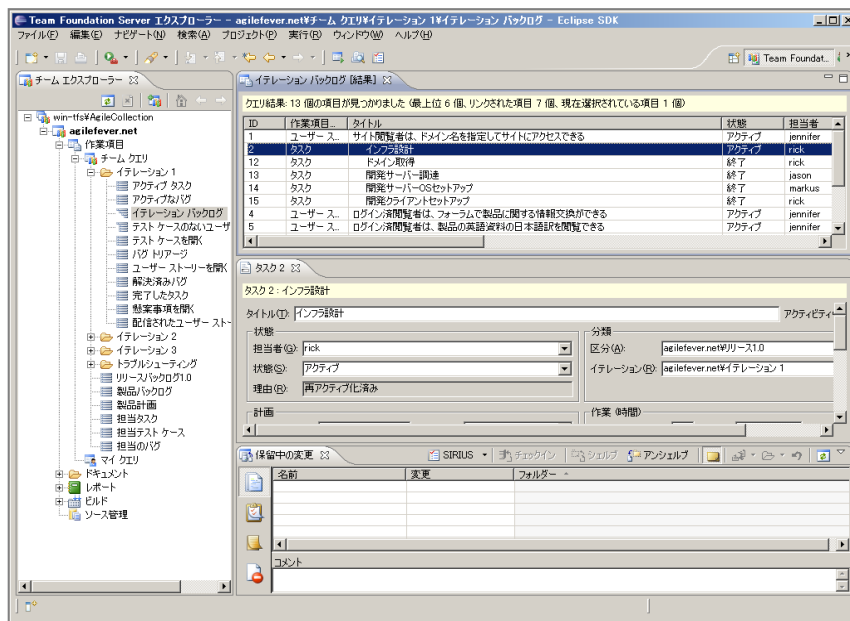 Team Foundation Server エクスプローラー - agilefever.net¥チーム クエリ¥イテレーション 1¥イテレーション バックログ - Eclipse SDK
ファイル(F) 編集(E) ナビゲート(N) 検索(A) プロジェクト(P) 実行(R) ウィンドウ(W) ヘルプ(H)
Team Foundat..
チーム エクスプローラー
win-tfs¥AgileCollection
agilefever.net
作業項目
チーム クエリ
イテレーション 1
アクティブ タスク
アクティブなバグ
イテレーション バックログ
テスト ケースのないユーザ
テスト ケースを開く
バグ トリアージ
ユーザー ストーリーを開く
解決済みバグ
完了したタスク
懸案事項を開く
配信されたユーザー スト
イテレーション 2
イテレーション 3
トラブルシューティング
リリースバックログ1.0
製品バックログ
製品計画
担当タスク
担当テスト ケース
担当のバグ
マイ クエリ
ドキュメント
レポート
ビルド
ソース管理
イテレーション バックログ [結果]
クエリ結果: 13 個の項目が見つかりました (最上位 6 個、リンクされた項目 7 個、現在選択されている項目 1 個)
ID 作業項目... タイトル 状態 担当者
1 ユーザー ス... サイト閲覧者は、ドメイン名を指定してサイトにアクセスできる アクティブ jennifer
2 タスク インフラ設計 アクティブ rick
12 タスク ドメイン取得 終了 rick
13 タスク 開発サーバー調達 終了 jason
14 タスク 開発サーバーOSセットアップ 終了 markus
15 タスク 開発クライアントセットアップ 終了 rick
4 ユーザー ス... ログイン済閲覧者は、フォーラムで製品に関する情報交換ができる アクティブ jennifer
5 ユーザー ス... ログイン済閲覧者は、製品の英語資料の日本語訳を閲覧できる アクティブ jennifer
タスク 2
タスク 2 : インフラ設計
タイトル(T): インフラ設計 アクティビティ
状態 分類
担当者(G): rick 区分(A): agilefever.net¥リリース1.0
状態(S): アクティブ イテレーション(R): agilefever.net¥イテレーション 1
理由(R): 再アクティブ化済み
計画 作業 (時間)
保留中の変更 SIRIUS チェックイン シェルブ アンシェルブ
名前 変更 フォルダー
コメント